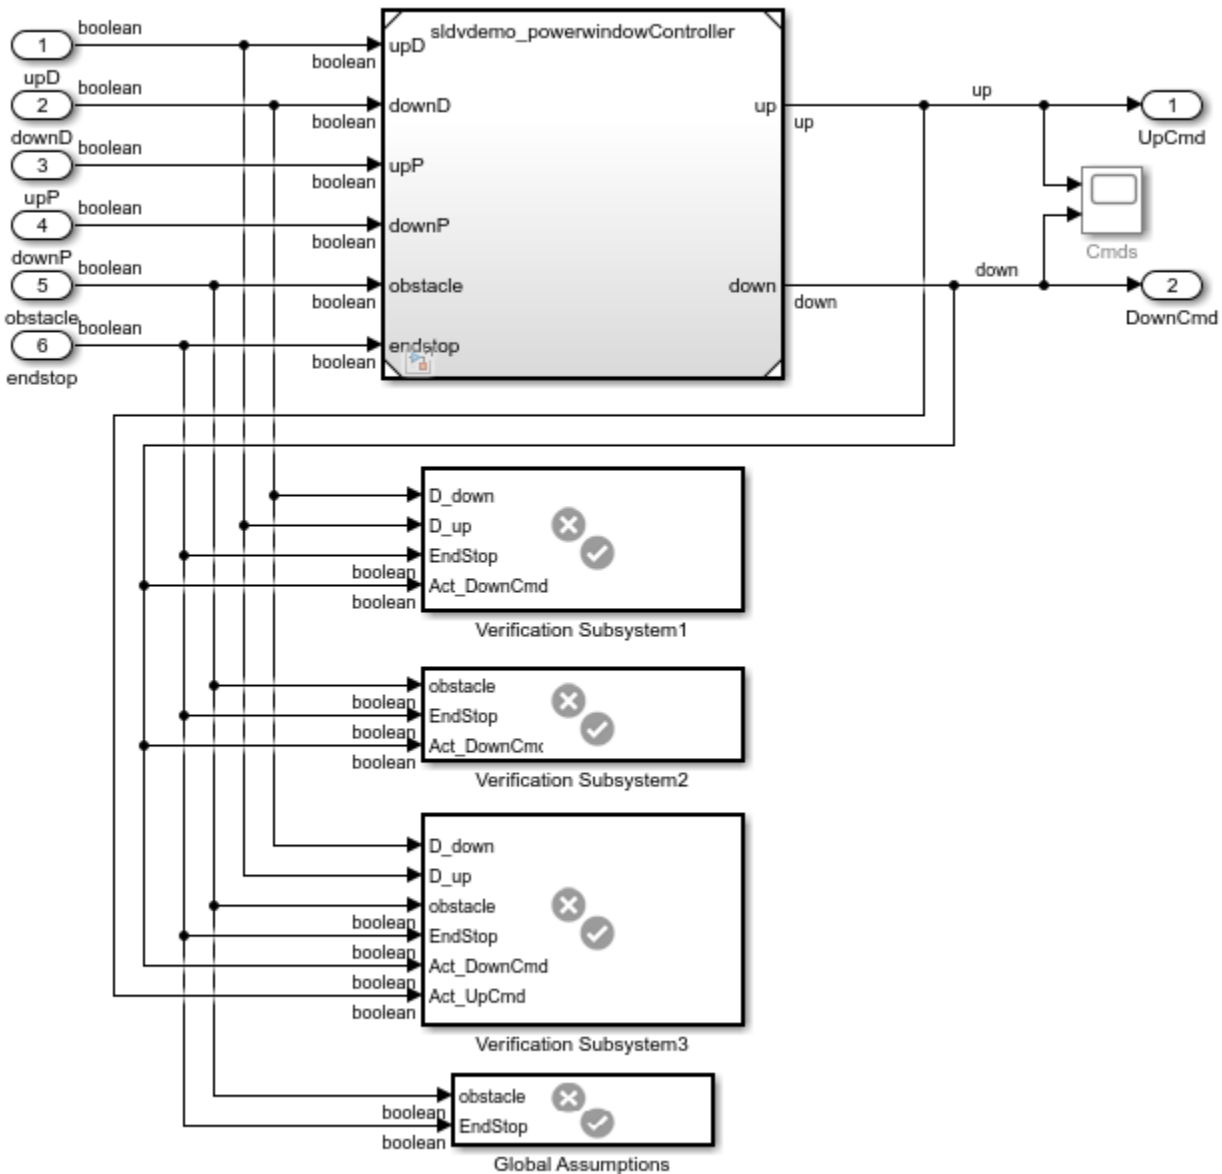 boolean
1
upD
boolean
2
downD
boolean
3
upP
boolean
4
downP
boolean
5
obstacle
boolean
6
endstop
sldvdemo_powerwindowController
upD
boolean
downD
boolean
upP
boolean
downP
boolean
obstacle
boolean
endstop
boolean
up
up
down
down
up
1
UpCmd
Cmds
down
2
DownCmd
D_down
D_up
EndStop
boolean
Act_DownCmd
boolean
Verification Subsystem1
obstacle
boolean
EndStop
boolean
Act_DownCmd
boolean
Verification Subsystem2
D_down
D_up
obstacle
boolean
EndStop
boolean
Act_DownCmd
boolean
Act_UpCmd
boolean
Verification Subsystem3
obstacle
boolean
EndStop
boolean
Global Assumptions